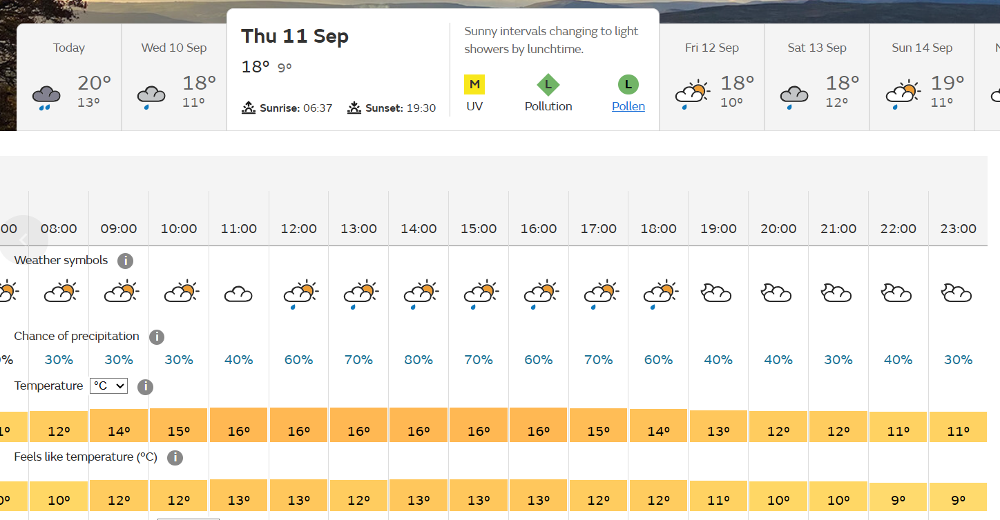 Today
20° 13°
Wed 10 Sep
18° 11°
Thu 11 Sep
18° 9°
Sunrise: 06:37 Sunset: 19:30
Sunny intervals changing to light
showers by lunchtime.
M L L
UV Pollution Pollen
Fri 12 Sep
18° 10°
Sat 13 Sep
18° 12°
Sun 14 Sep
19° 11°
08:00 09:00 10:00 11:00 12:00 13:00 14:00 15:00 16:00 17:00 18:00 19:00 20:00 21:00 22:00 23:00
Weather symbols i
Chance of precipitation i
30% 30% 30% 40% 60% 70% 80% 70% 60% 70% 60% 40% 40% 30% 40% 30%
Temperature °C i
12° 14° 15° 16° 16° 16° 16° 16° 16° 15° 14° 13° 12° 12° 11° 11°
Feels like temperature (°C) i
10° 12° 12° 13° 13° 12° 13° 13° 13° 12° 12° 11° 10° 10° 9° 9°